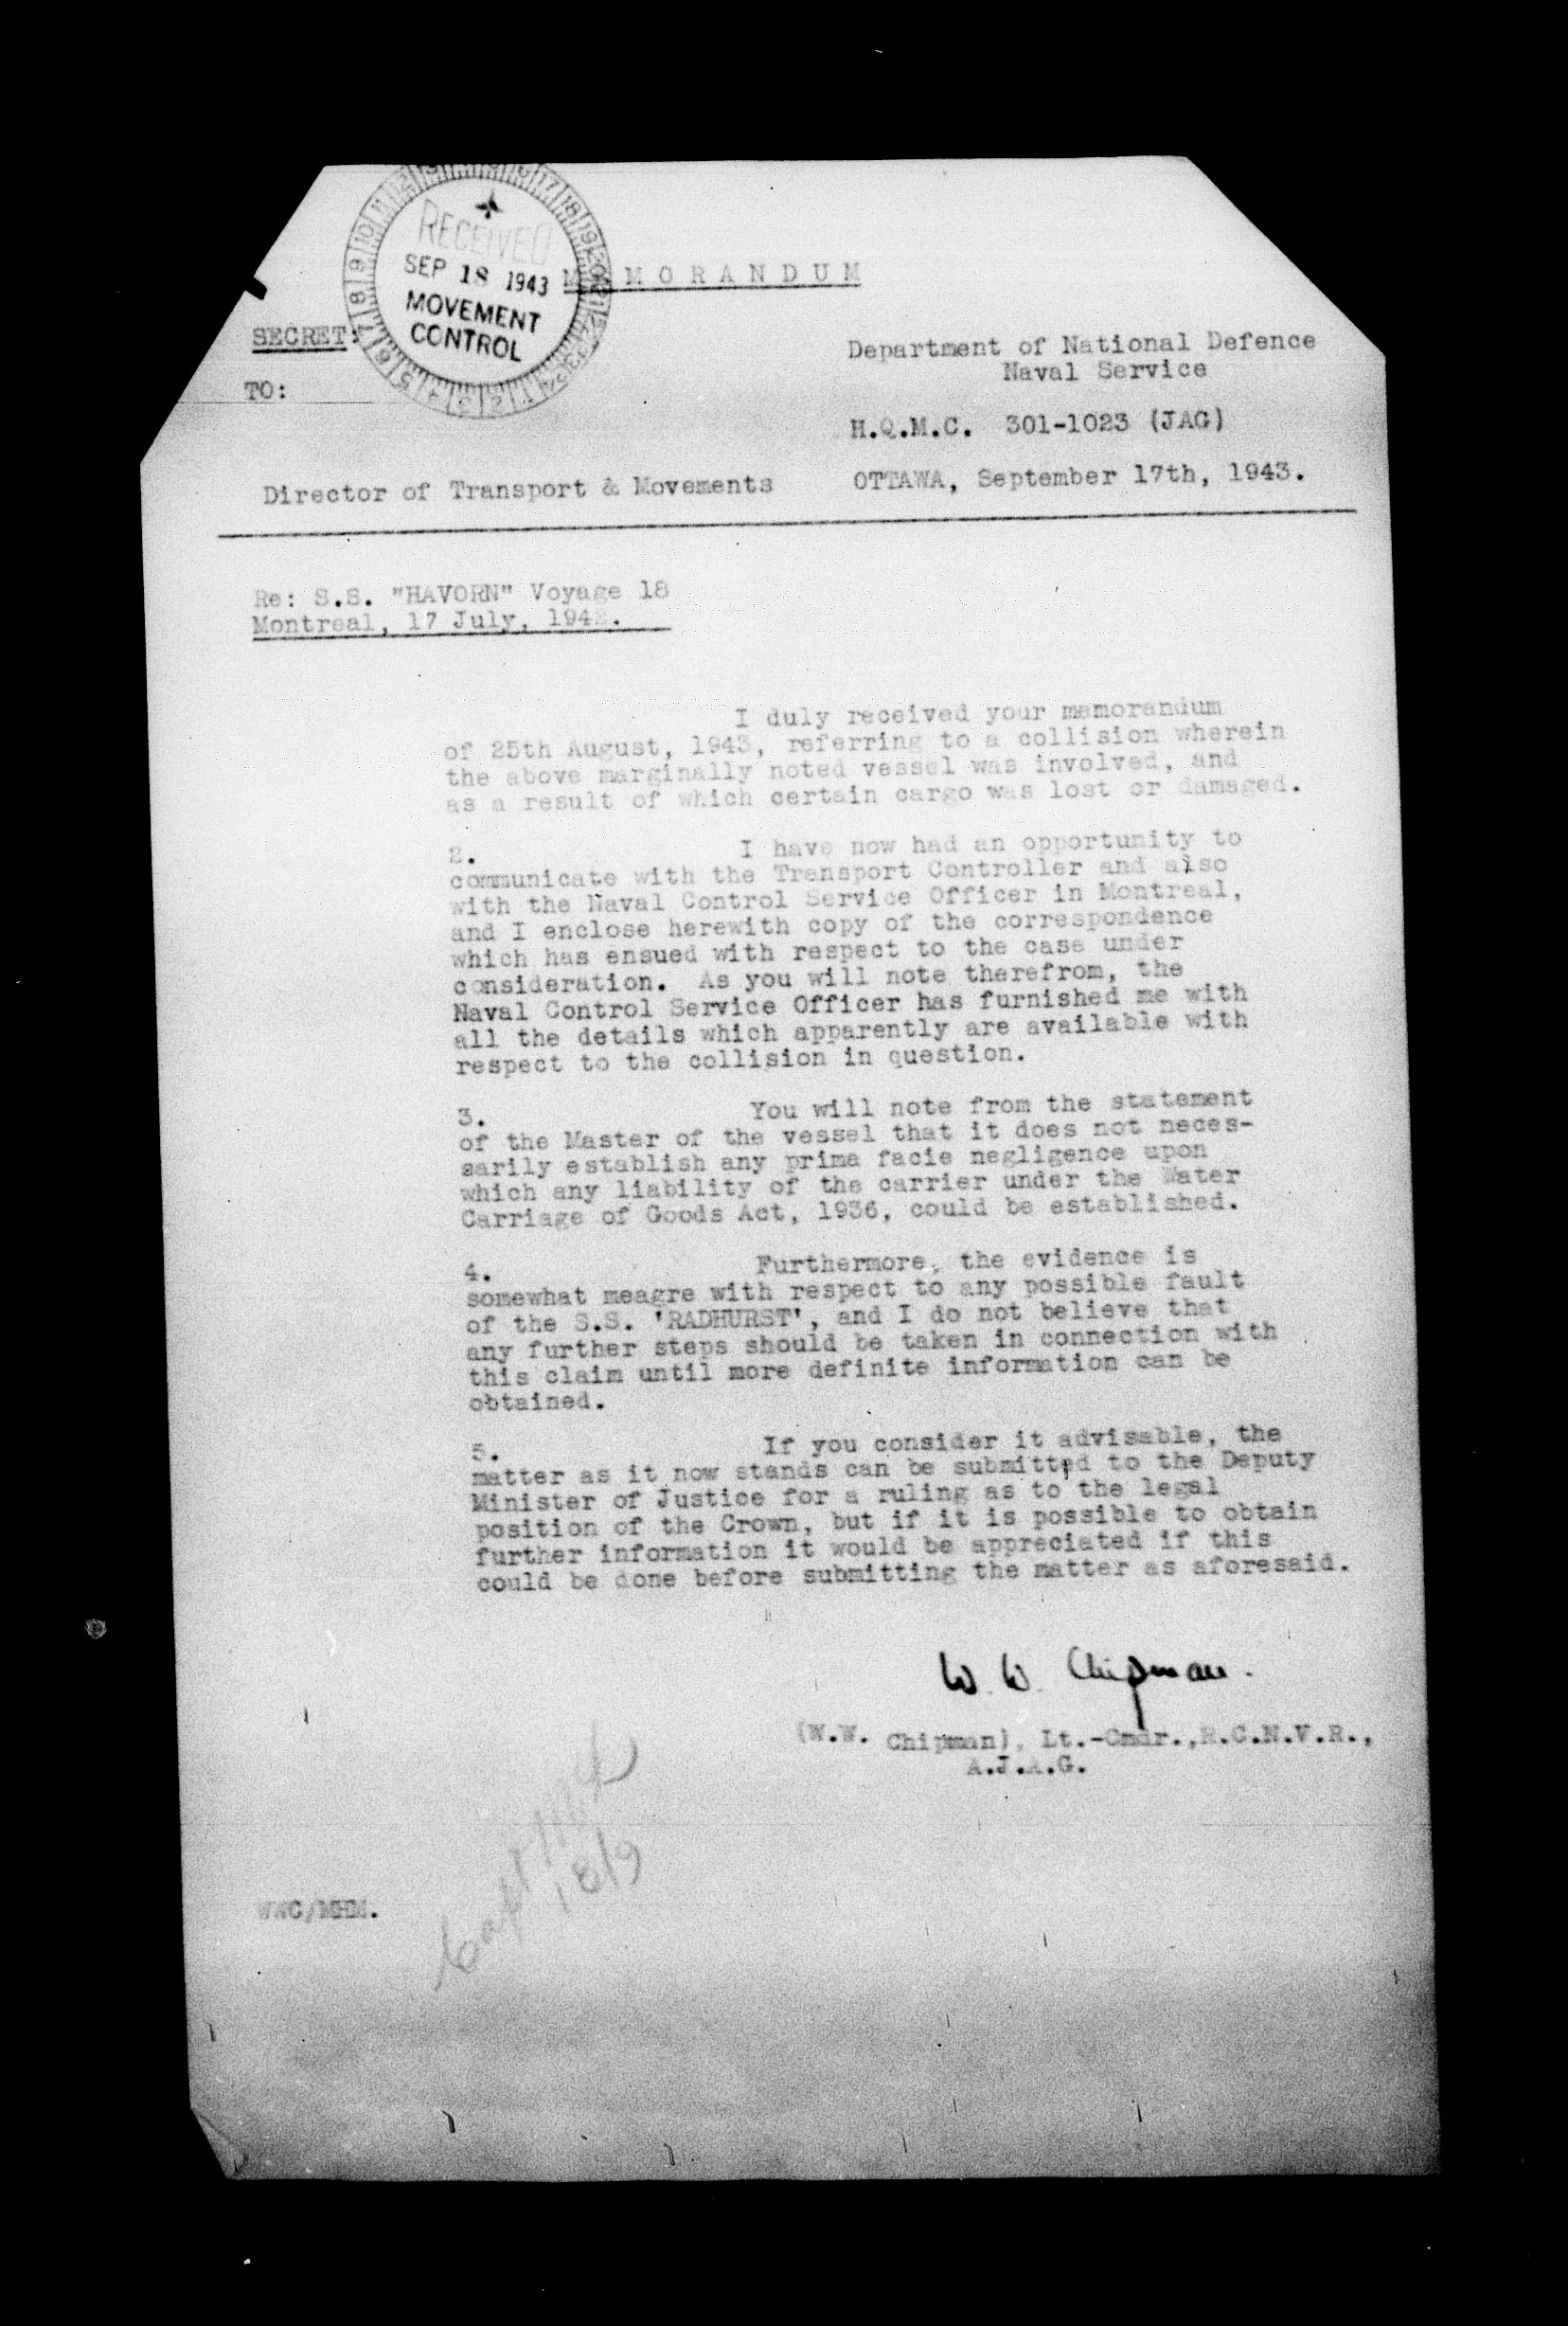 RECEIVED
SEP 18 1943
MOVEMENT
CONTROL
MEMORANDUM
SECRET:
TO:
Department of National Defence
Naval Service
H.Q.M.C. 301-1023 (JAG)
Director of Transport & Movements
OTTAWA, September 17th, 1943.
Re: S.S. "HAVORN" Voyage 18
Montreal, 17 July, 1942.
I duly received your memorandum
of 25th August, 1943, referring to a collision wherein
the above marginally noted vessel was involved, and
as a result of which certain cargo was lost or damaged.
2. I have now had an opportunity to
communicate with the Transport Controller and also
with the Naval Control Service Officer in Montreal,
and I enclose herewith copy of the correspondence
which has ensued with respect to the case under
consideration. As you will note therefrom, the
Naval Control Service Officer has furnished me with
all the details which apparently are available with
respect to the collision in question.
3. You will note from the statement
of the Master of the vessel that it does not neces-
sarily establish any prima facie negligence upon
which any liability of the carrier under the Water
Carriage of Goods Act, 1936, could be established.
4. Furthermore, the evidence is
somewhat meagre with respect to any possible fault
of the S.S. 'RADHURST', and I do not believe that
any further steps should be taken in connection with
this claim until more definite information can be
obtained.
5. If you consider it advisable, the
matter as it now stands can be submitted to the Deputy
Minister of Justice for a ruling as to the legal
position of the Crown, but if it is possible to obtain
further information it would be appreciated if this
could be done before submitting the matter as aforesaid.
W. W. Chipman.
(W.W. Chipman), Lt.-Cmdr.,R.C.N.V.R.,
A.J.A.G.
Capt
18/9
WWC/MHM.